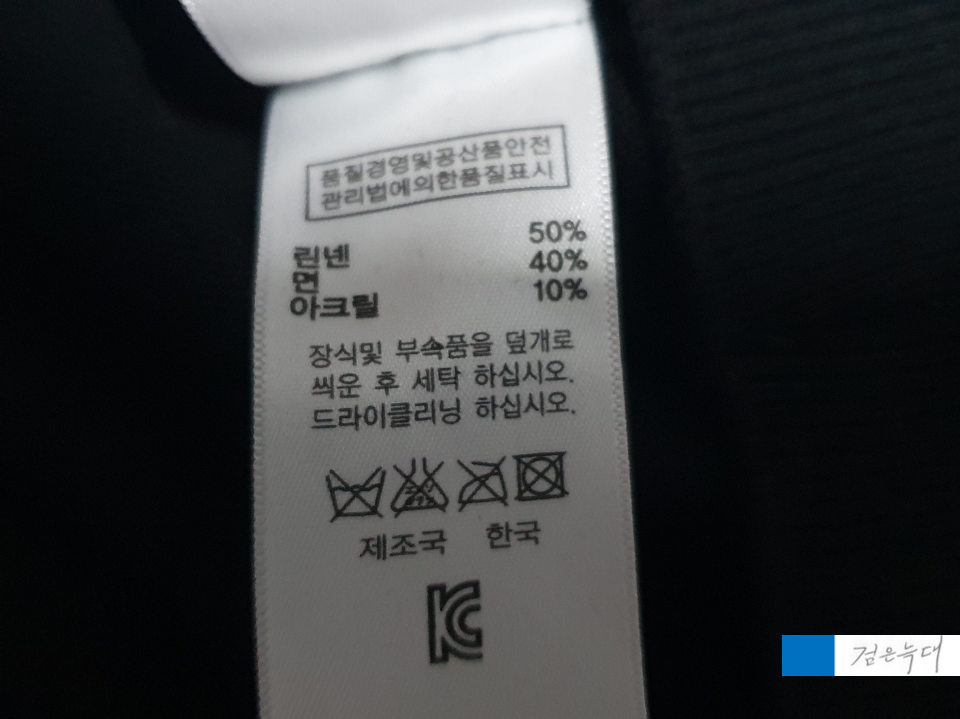 품질경영및공산품안전
관리법에의한품질표시
린넨 50%
면 40%
아크릴 10%
장식및 부속품을 덮개로
씌운 후 세탁 하십시오.
드라이클리닝 하십시오.
제조국 한국
KC
검은늑대